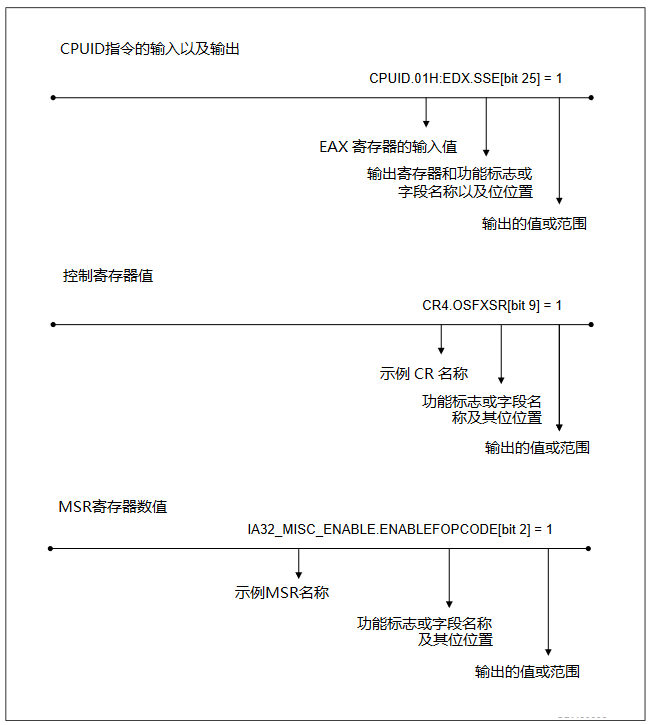 CPUID指令的输入以及输出
CPUID.01H:EDX.SSE[bit 25] = 1
EAX 寄存器的输入值
输出寄存器和功能标志或
字段名称以及位位置
输出的值或范围
控制寄存器值
CR4.OSFXSR[bit 9] = 1
示例 CR 名称
功能标志或字段名
称及其位位置
输出的值或范围
MSR寄存器数值
IA32_MISC_ENABLE.ENABLEFOPCODE[bit 2] = 1
示例MSR名称
功能标志或字段名称
及其位位置
输出的值或范围